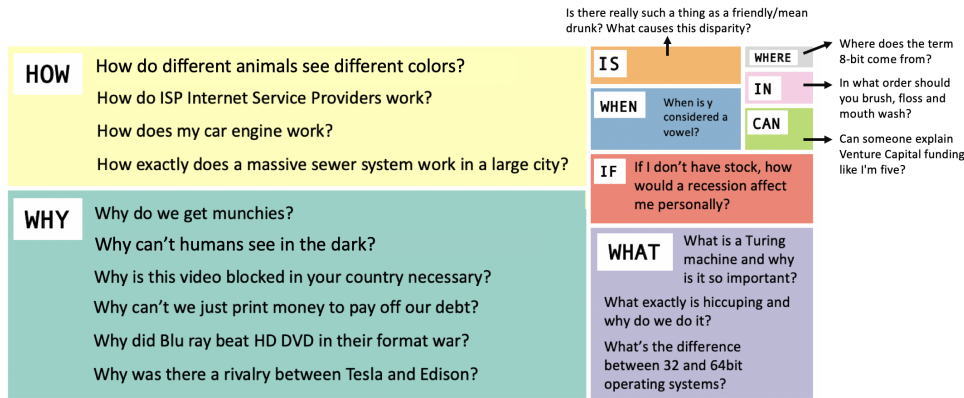 HOW
How do different animals see different colors?
How do ISP Internet Service Providers work?
How does my car engine work?
How exactly does a massive sewer system work in a large city?
WHY
Why do we get munchies?
Why can't humans see in the dark?
Why is this video blocked in your country necessary?
Why can't we just print money to pay off our debt?
Why did Blu ray beat HD DVD in their format war?
Why was there a rivalry between Tesla and Edison?
Is there really such a thing as a friendly/mean
drunk? What causes this disparity?
IS
WHEN
When is y
considered a
vowel?
WHERE
Where does the term
8-bit come from?
IN
In what order should
you brush, floss and
mouth wash?
CAN
Can someone explain
Venture Capital funding
like I'm five?
IF
If I don't have stock, how
would a recession affect
me personally?
WHAT
What is a Turing
machine and why
is it so important?
What exactly is hiccuping and
why do we do it?
What's the difference
between 32 and 64bit
operating systems?